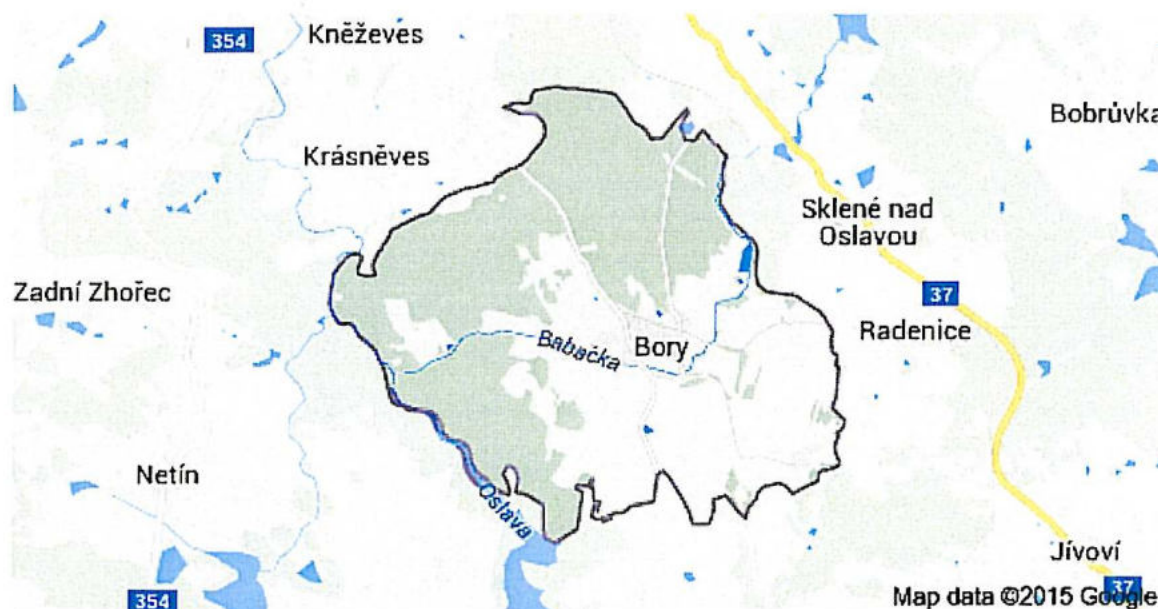 354
Kněževes
Bobrůvka
Krásněves
Sklené nad
Oslavou
Zadní Zhořec
37
Radenice
Babačka
Bory
Netín
Oslava
Jívoví
354
37
Map data ©2015 Google